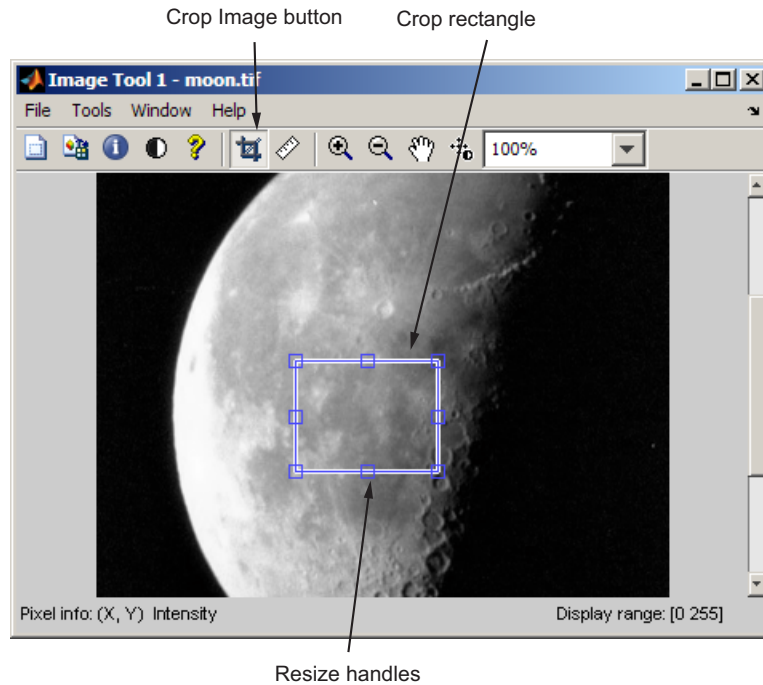 Crop Image button
Crop rectangle
Image Tool 1 - moon.tif
File Tools Window Help
100%
Pixel info: (X, Y) Intensity
Display range: [0 255]
Resize handles